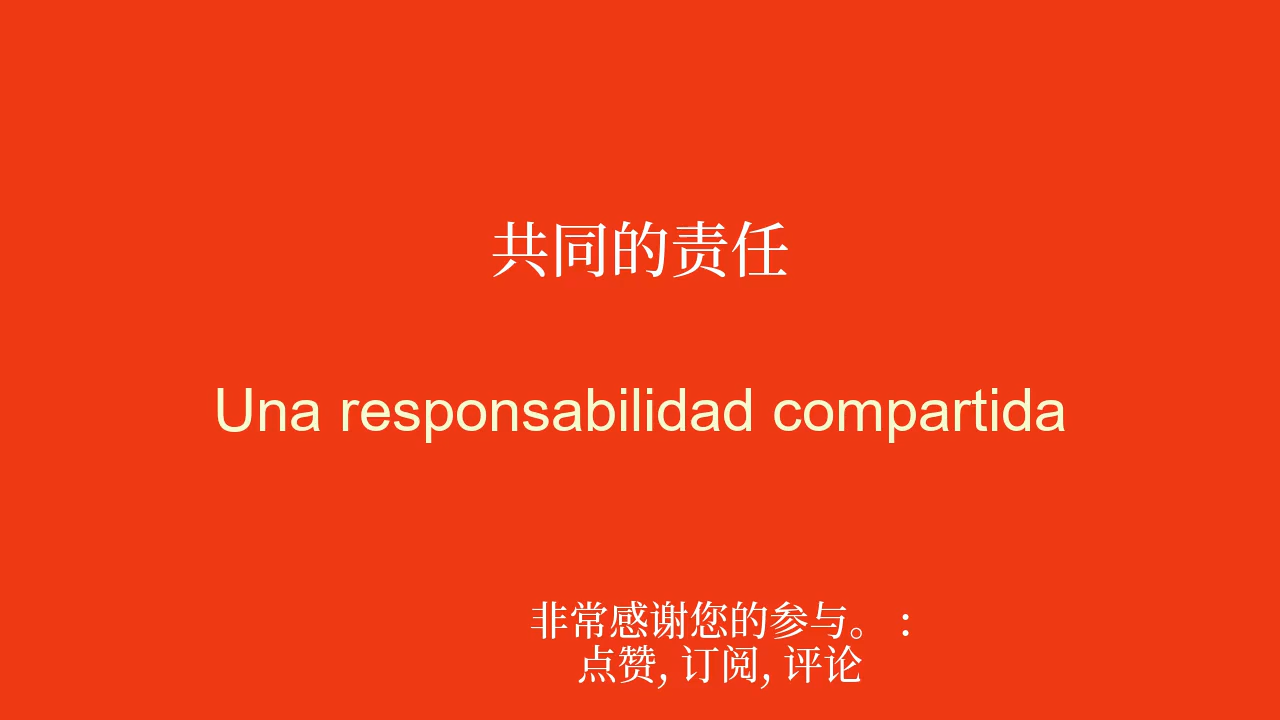 共同的责任
Una responsabilidad compartida
非常感谢您的参与。 :
点赞, 订阅, 评论